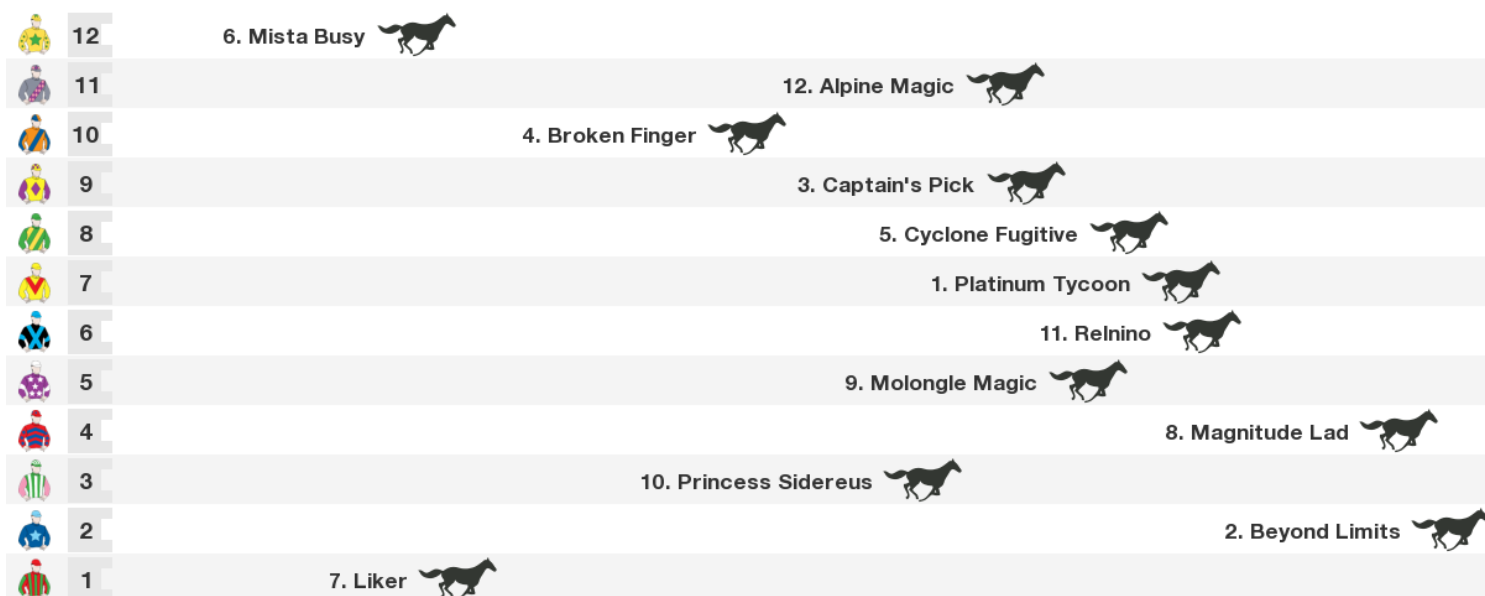 12 6. Mista Busy
11 12. Alpine Magic
10 4. Broken Finger
9 3. Captain's Pick
8 5. Cyclone Fugitive
7 1. Platinum Tycoon
6 11. Relnino
5 9. Molongle Magic
4 8. Magnitude Lad
3 10. Princess Sidereus
2 2. Beyond Limits
1 7. Liker